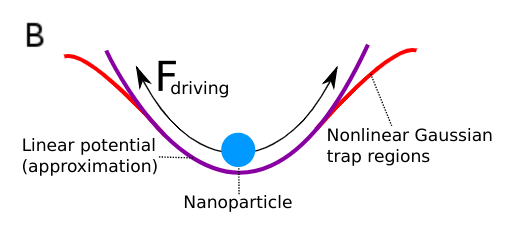 B
Fdriving
Linear potential
(approximation)
Nonlinear Gaussian
trap regions
Nanoparticle